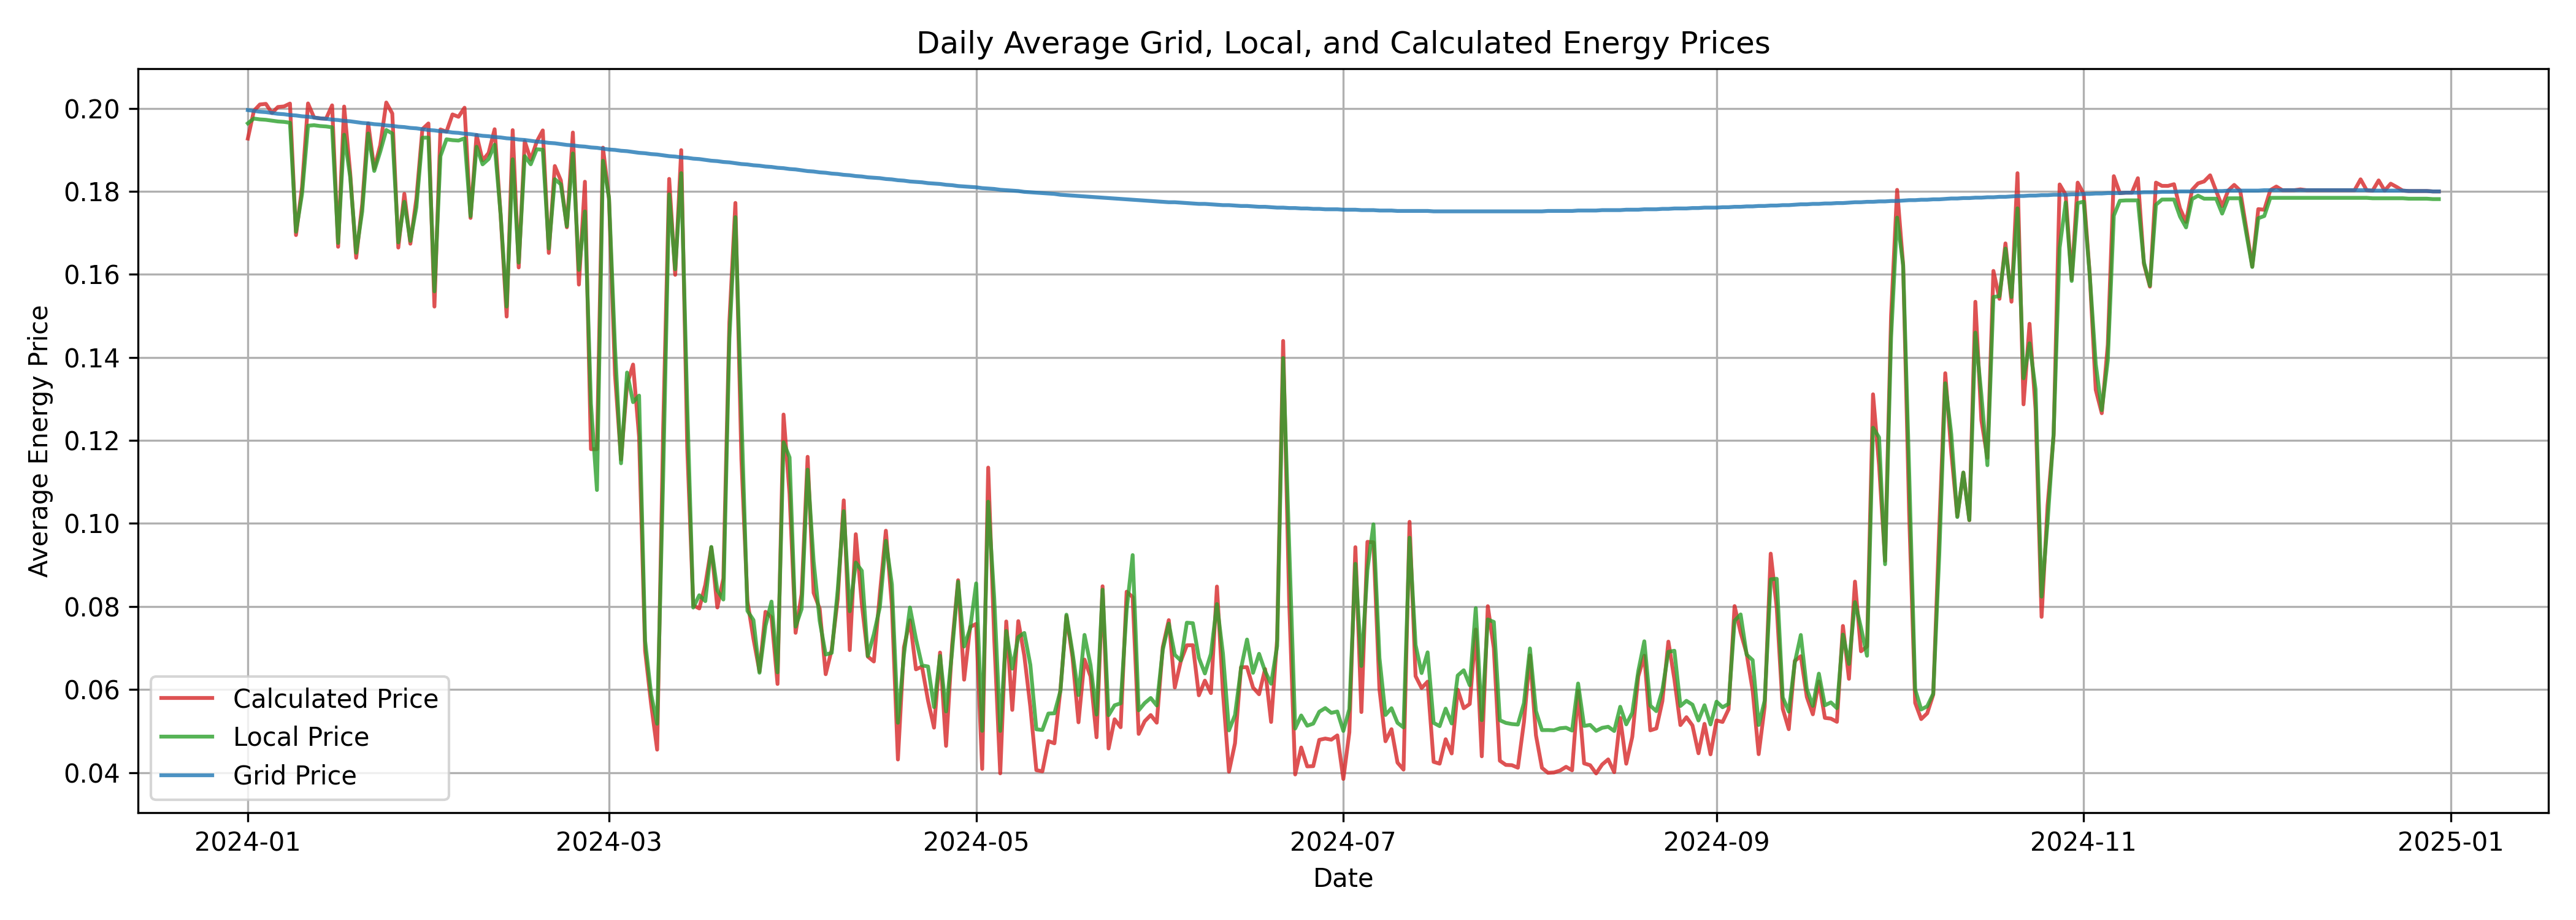 Daily Average Grid, Local, and Calculated Energy Prices
Average Energy Price
0.20
0.18
0.16
0.14
0.12
0.10
0.08
0.06
0.04
Calculated Price
Local Price
Grid Price
2024-01 2024-03 2024-05 2024-07 2024-09 2024-11 2025-01
Date